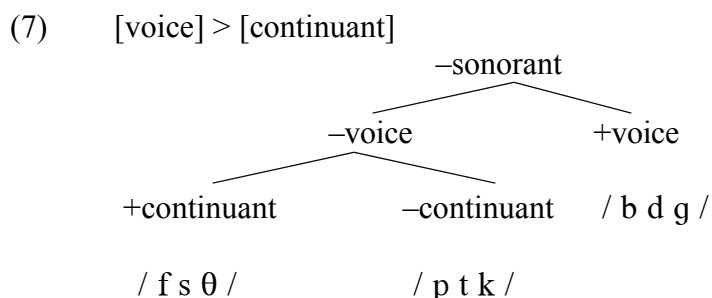 (7) [voice] > [continuant]
–sonorant
–voice +voice
+continuant –continuant / b d ɡ /
/ f s θ / / p t k /